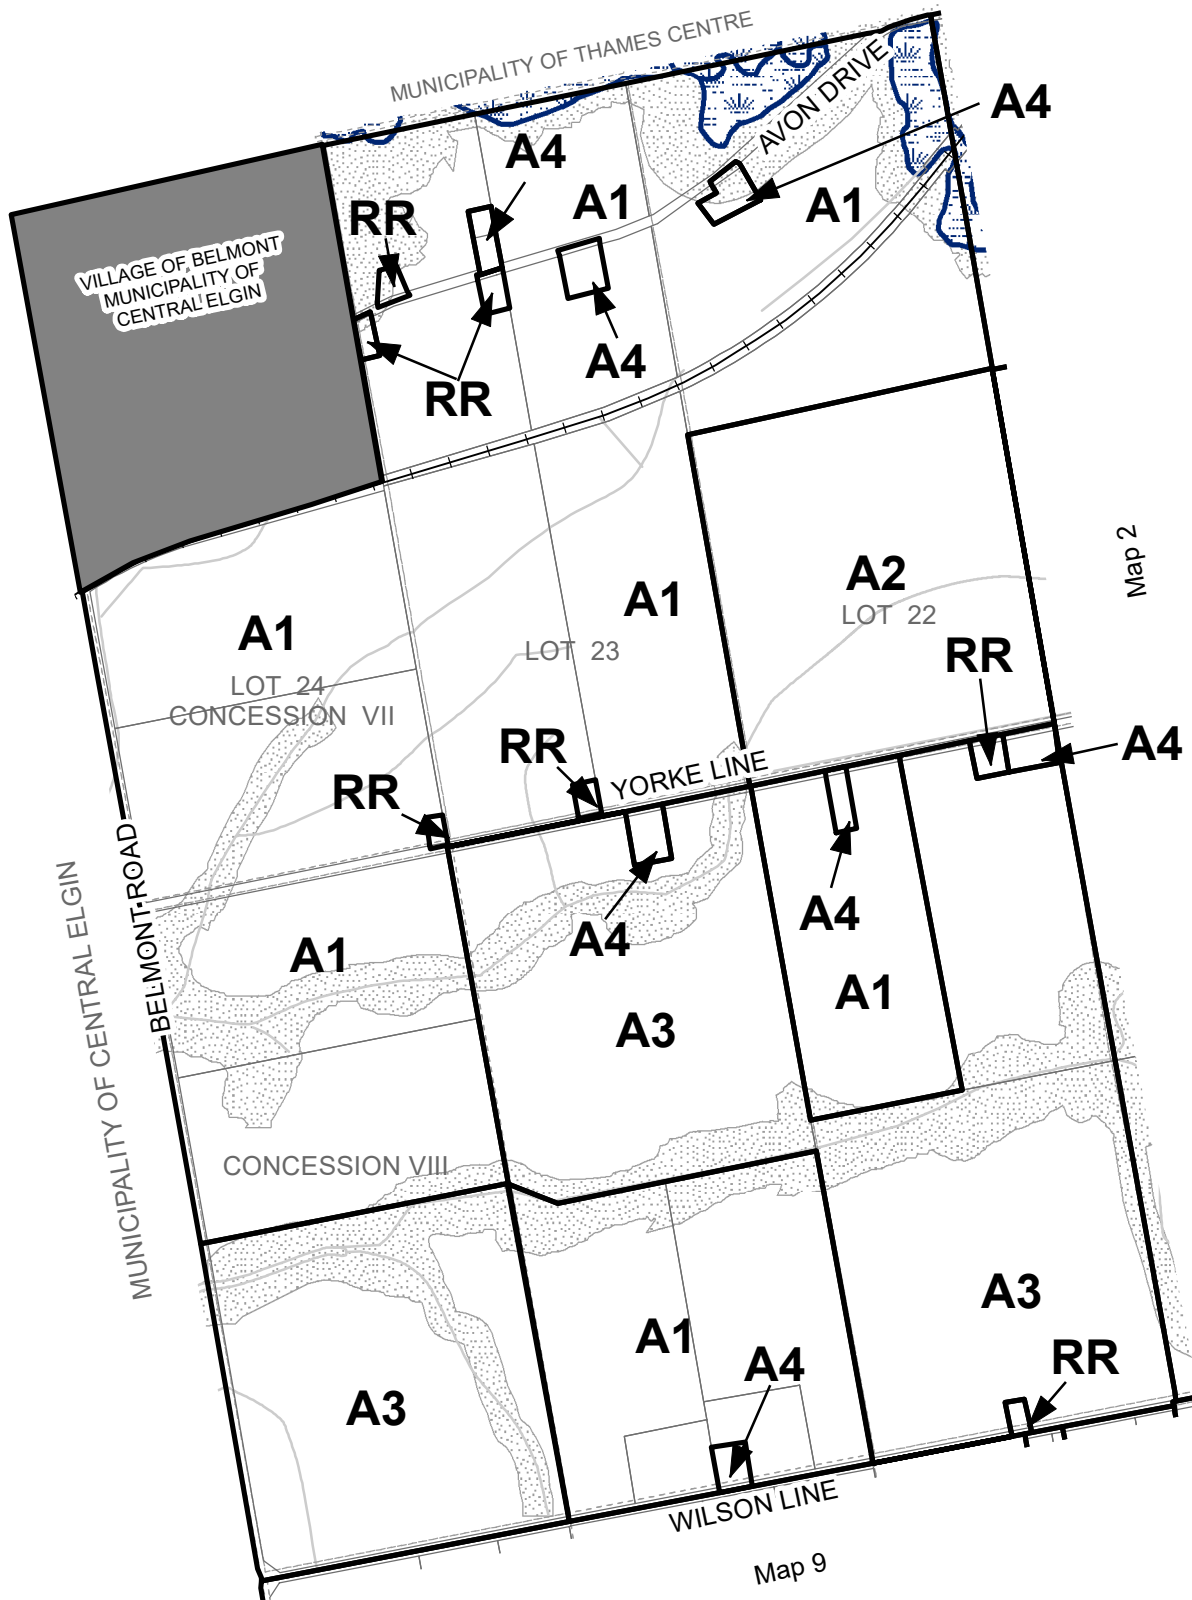 MUNICIPALITY OF THAMES CENTRE
AVON DRIVE
A4
A4
A1
A1
RR
VILLAGE OF BELMONT
MUNICIPALITY OF
CENTRAL ELGIN
A4
RR
Map 2
A2
LOT 22
A1
A1
LOT 23
RR
LOT 24
CONCESSION VII
A4
RR
YORKE LINE
RR
BELMONT ROAD
MUNICIPALITY OF CENTRAL ELGIN
A4
A4
A1
A1
A3
CONCESSION VIII
A3
A1
RR
A4
A3
WILSON LINE
Map 9